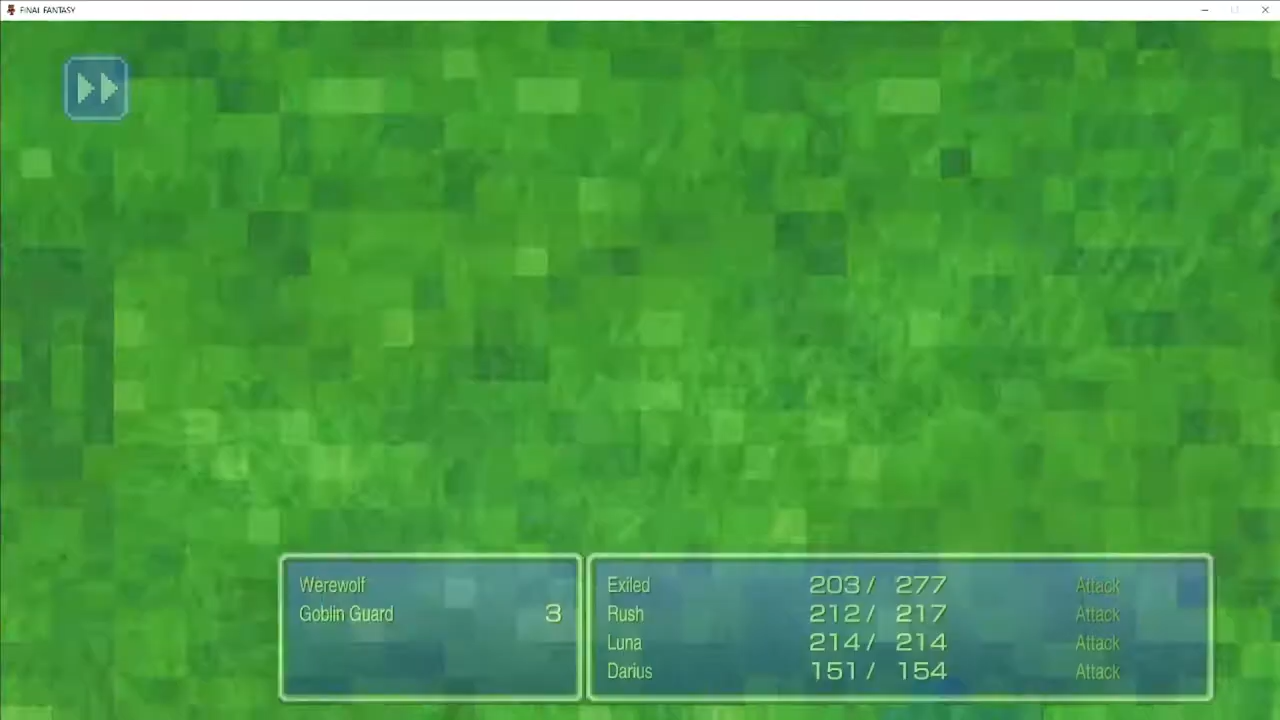 FINAL FANTASY
Werewolf
Goblin Guard 3
Exiled 203/ 277 Attack
Rush 212/ 217 Attack
Luna 214/ 214 Attack
Darius 151/ 154 Attack